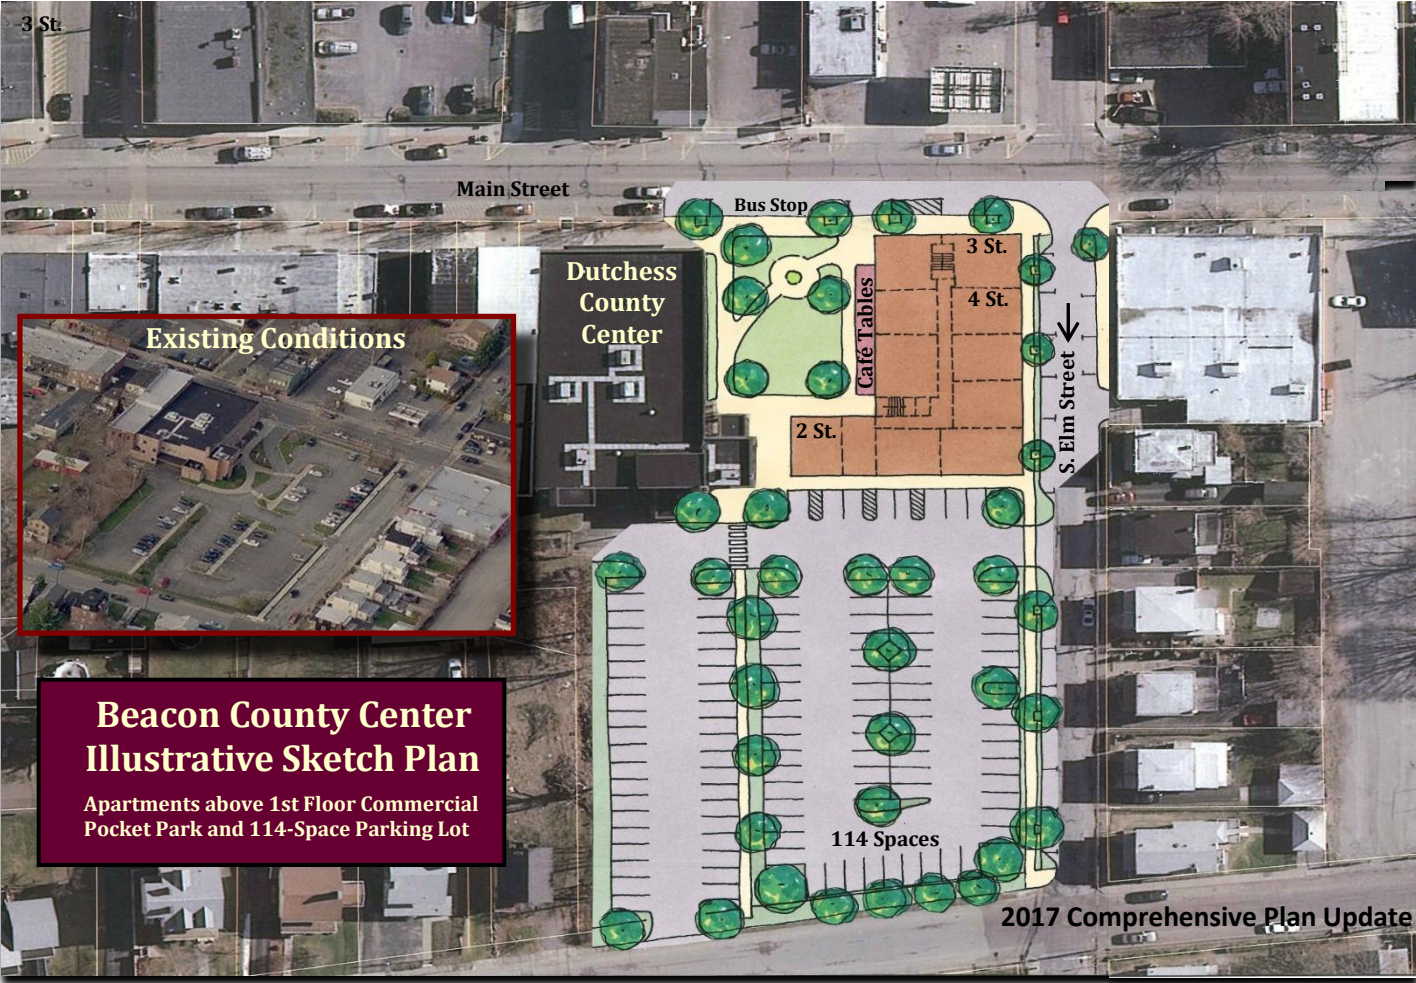 3 St.
Main Street
Bus Stop
3 St.
Dutchess
County
Center
4 St.
Café Tables
Existing Conditions
S. Elm Street
2 St.
Beacon County Center
Illustrative Sketch Plan
Apartments above 1st Floor Commercial
Pocket Park and 114-Space Parking Lot
114 Spaces
2017 Comprehensive Plan Update